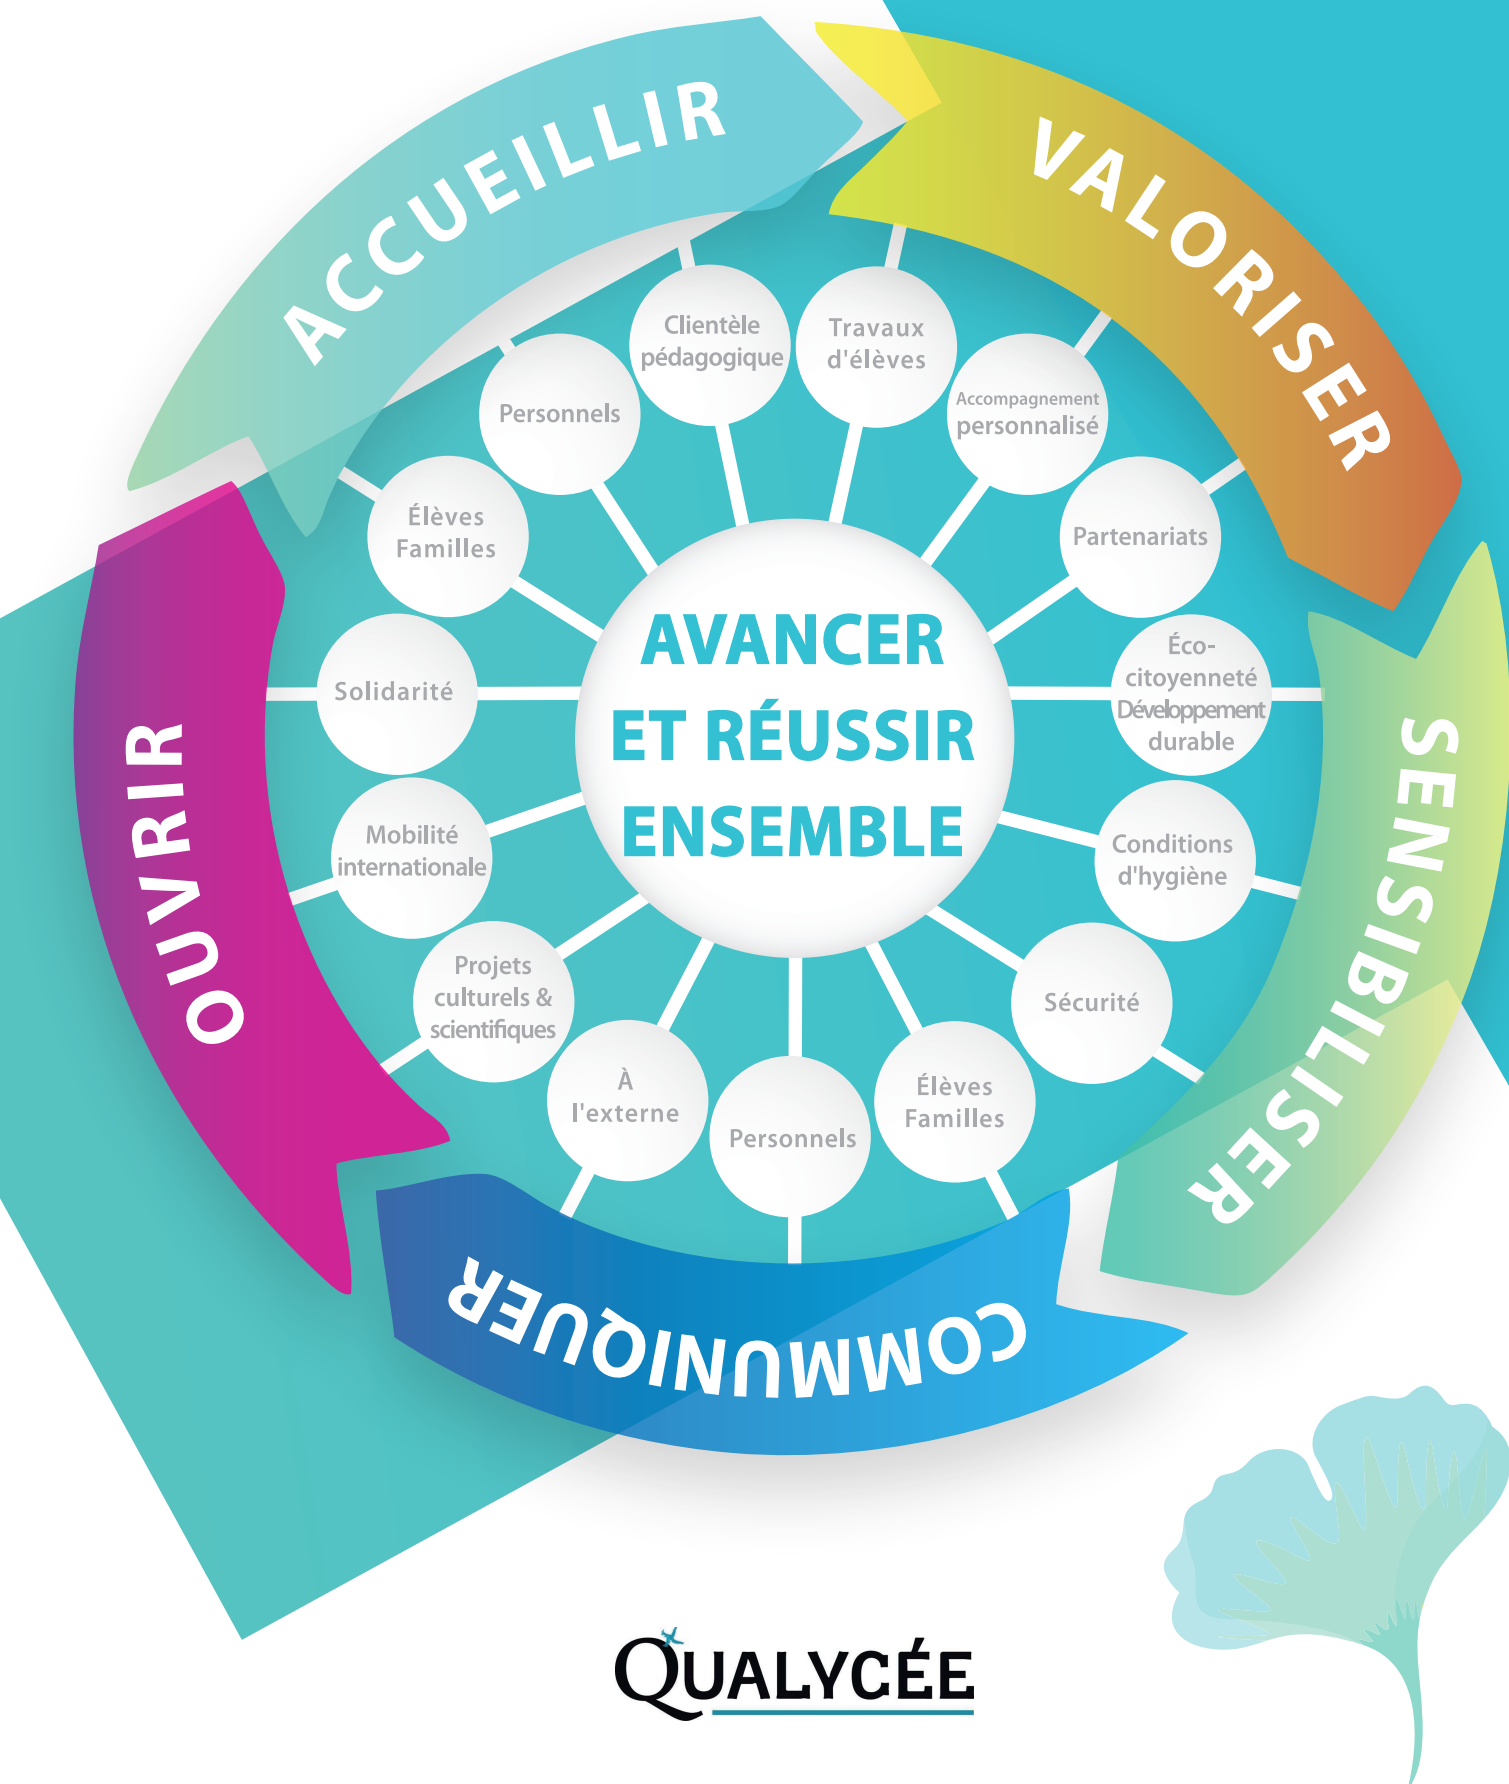 ACCUEILLIR
VALORISER
SENSIBILISER
COMMUNIQUER
OUVRIR
Clientèle
pédagogique
Travaux
d'élèves
Accompagnement
personnalisé
Partenariats
Éco-
citoyenneté
Développement
durable
Conditions
d'hygiène
Sécurité
Élèves
Familles
Personnels
À
l'externe
Projets
culturels &
scientifiques
Mobilité
internationale
Solidarité
Élèves
Familles
Personnels
AVANCER
ET RÉUSSIR
ENSEMBLE
QUALYCÉE